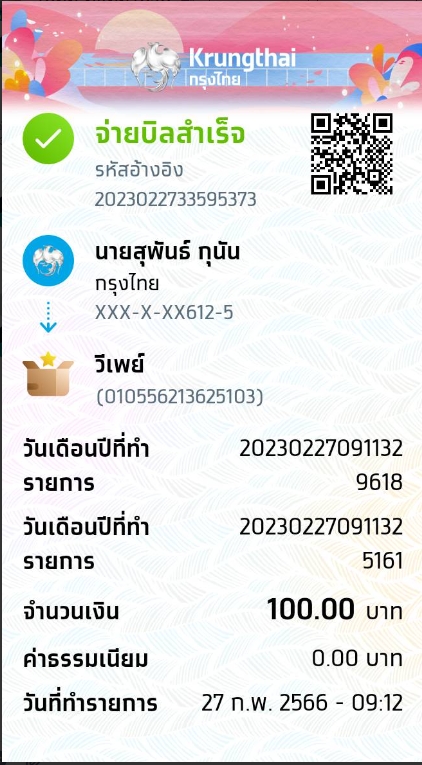 Krungthai
กรุงไทย
จ่ายบิลสำเร็จ
รหัสอ้างอิง
2023022733595373
นายสุพันธ์ กุนัน
กรุงไทย
XXX-X-XX612-5
วีเพย์
(010556213625103)
วันเดือนปีที่ทำ 20230227091132
รายการ 9618
วันเดือนปีที่ทำ 20230227091132
รายการ 5161
จำนวนเงิน 100.00 บาท
ค่าธรรมเนียม 0.00 บาท
วันที่ทำรายการ 27 ก.พ. 2566 - 09:12